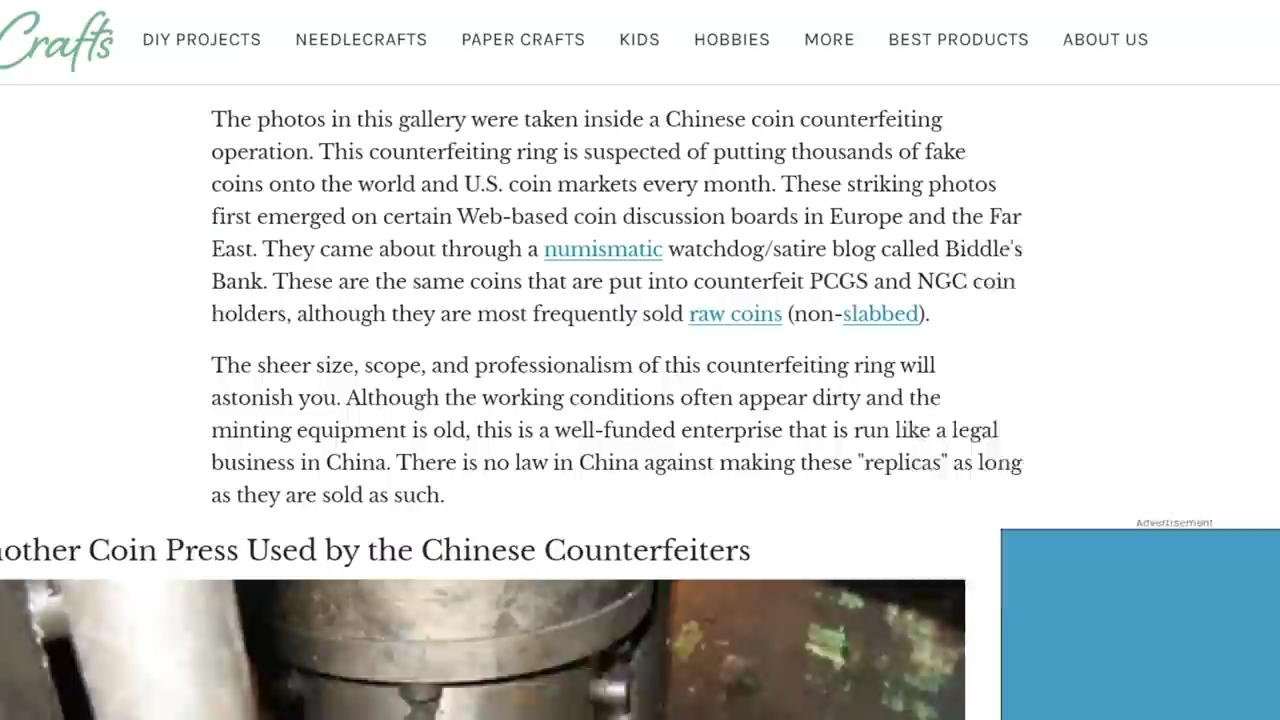 Crafts DIY PROJECTS NEEDLECRAFTS PAPER CRAFTS KIDS HOBBIES MORE BEST PRODUCTS ABOUT US
The photos in this gallery were taken inside a Chinese coin counterfeiting
operation. This counterfeiting ring is suspected of putting thousands of fake
coins onto the world and U.S. coin markets every month. These striking photos
first emerged on certain Web-based coin discussion boards in Europe and the Far
East. They came about through a numismatic watchdog/satire blog called Biddle's
Bank. These are the same coins that are put into counterfeit PCGS and NGC coin
holders, although they are most frequently sold raw coins (non-slabbed).
The sheer size, scope, and professionalism of this counterfeiting ring will
astonish you. Although the working conditions often appear dirty and the
minting equipment is old, this is a well-funded enterprise that is run like a legal
business in China. There is no law in China against making these "replicas" as long
as they are sold as such.
Advertisement
nother Coin Press Used by the Chinese Counterfeiters